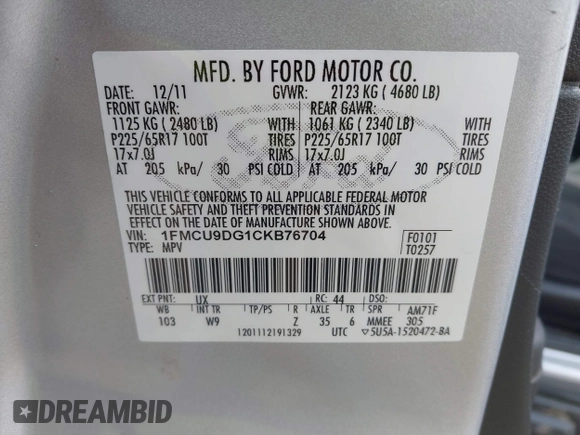 MFD. BY FORD MOTOR CO.
DATE: 12/11 GVWR: 2123 KG ( 4680 LB)
FRONT GAWR: REAR GAWR:
1125 KG ( 2480 LB) WITH 1061 KG ( 2340 LB) WITH
P225/65R17 100T TIRES P225/65R17 100T TIRES
17x7.0J RIMS 17x7.0J RIMS
AT 205 kPa/ 30 PSI COLD AT 205 kPa/ 30 PSI COLD
THIS VEHICLE CONFORMS TO ALL APPLICABLE FEDERAL MOTOR
VEHICLE SAFETY AND THEFT PREVENTION STANDARDS IN
EFFECT ON THE DATE OF MANUFACTURE SHOWN ABOVE.
VIN: 1FMCU9DG1CKB76704 F0101
TYPE: MPV T0257
EXT PNT: UX RC: 44 DSO:
WB INT TR TP/PS R AXLE TR SPR AM71F
103 W9 Z 35 6 MMEE 305
1201112191329 UTC 5U5A-1520472-BA
DREAMBID